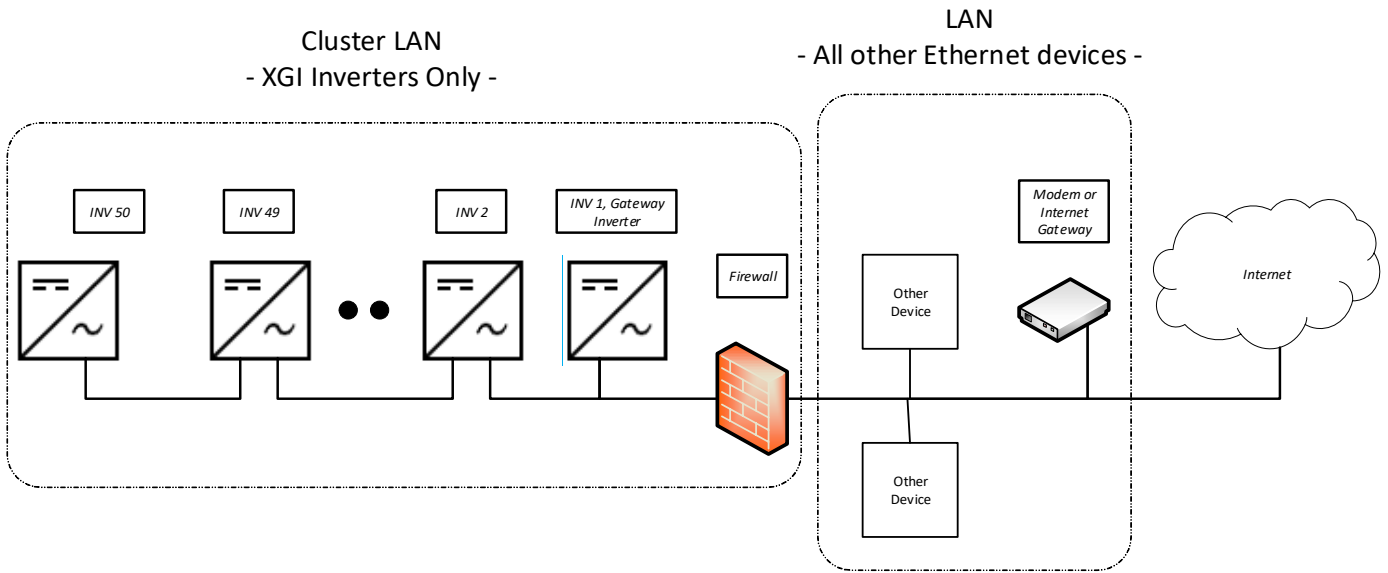 Cluster LAN
- XGI Inverters Only -
LAN
- All other Ethernet devices -
INV 50
INV 49
INV 2
INV 1, Gateway
Inverter
Firewall
Other
Device
Modem or
Internet
Gateway
Internet
Other
Device